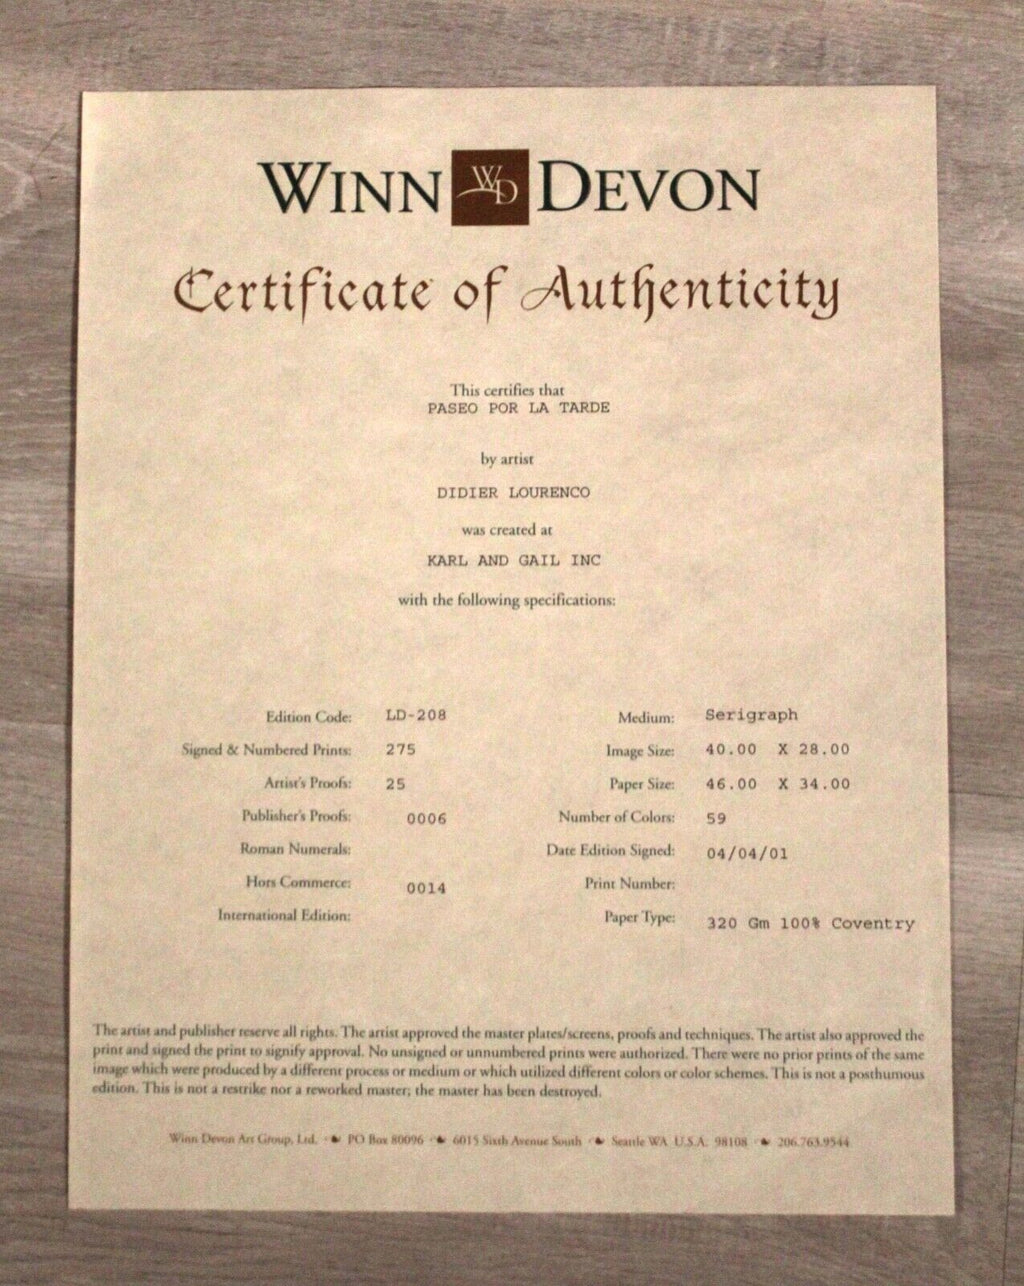 WINN WD DEVON
Certificate of Authenticity
This certifies that
PASEO POR LA TARDE
by artist
DIDIER LOURENCO
was created at
KARL AND GAIL INC
with the following specifications:
Edition Code: LD-208
Signed & Numbered Prints: 275
Artist's Proofs: 25
Publisher's Proofs: 0006
Roman Numerals:
Hors Commerce: 0014
International Edition:
Medium: Serigraph
Image Size: 40.00 X 28.00
Paper Size: 46.00 X 34.00
Number of Colors: 59
Date Edition Signed: 04/04/01
Print Number:
Paper Type: 320 Gm 100% Coventry
The artist and publisher reserve all rights. The artist approved the master plates/screens, proofs and techniques. The artist also approved the
print and signed the print to signify approval. No unsigned or unnumbered prints were authorized. There were no prior prints of the same
image which were produced by a different process or medium or which utilized different colors or color schemes. This is not a posthumous
edition. This is not a restrike nor a reworked master; the master has been destroyed.
Winn Devon Art Group, Ltd. PO Box 80096 6015 Sixth Avenue South Seattle WA U.S.A. 98108 206.763.9544